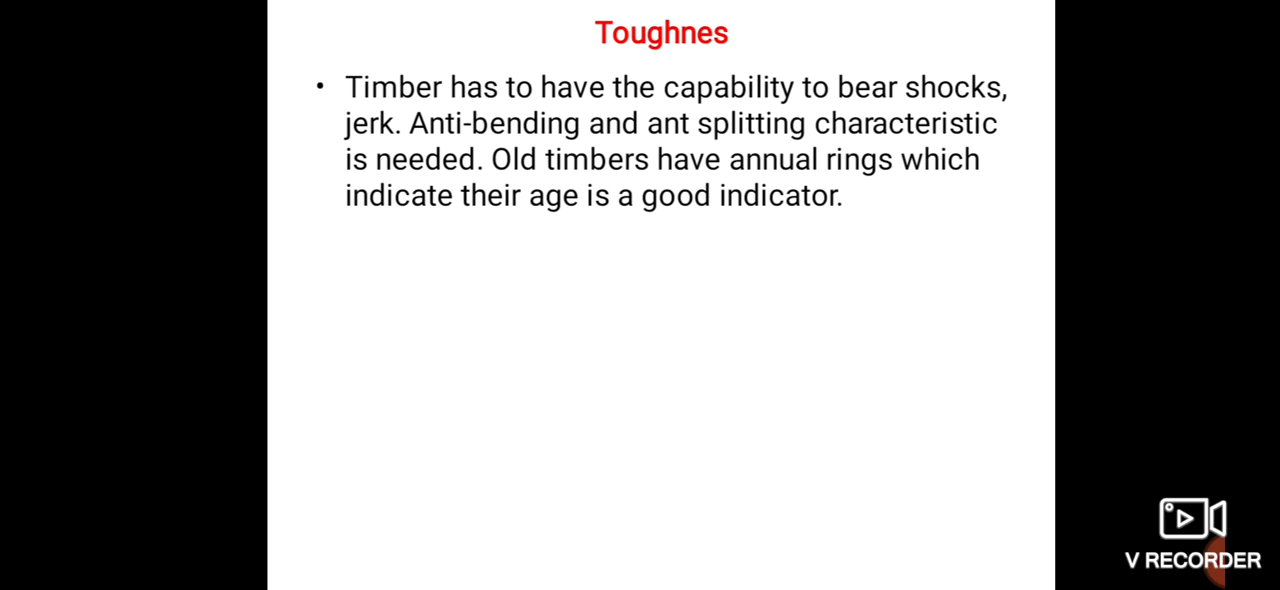 Toughnes
• Timber has to have the capability to bear shocks,
jerk. Anti-bending and ant splitting characteristic
is needed. Old timbers have annual rings which
indicate their age is a good indicator.
V RECORDER